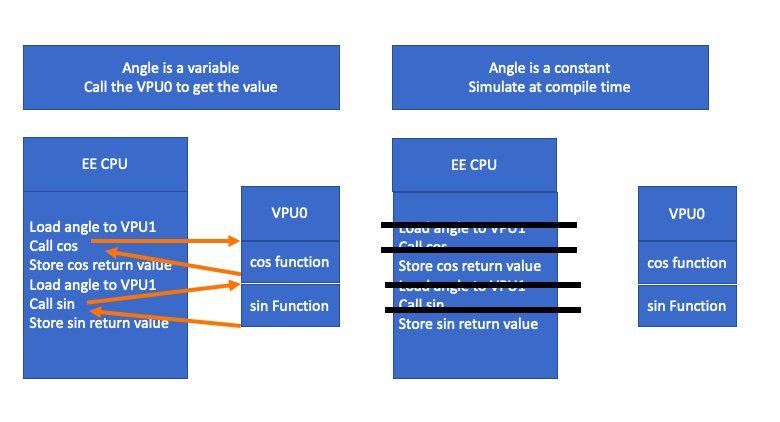 Angle is a variable
Call the VPU0 to get the value
Angle is a constant
Simulate at compile time
EE CPU
Load angle to VPU1
Call cos
Store cos return value
Load angle to VPU1
Call sin
Store sin return value
VPU0
cos function
sin Function
EE CPU
Load angle to VPU1
Call cos
Store cos return value
Load angle to VPU1
Call sin
Store sin return value
VPU0
cos function
sin Function